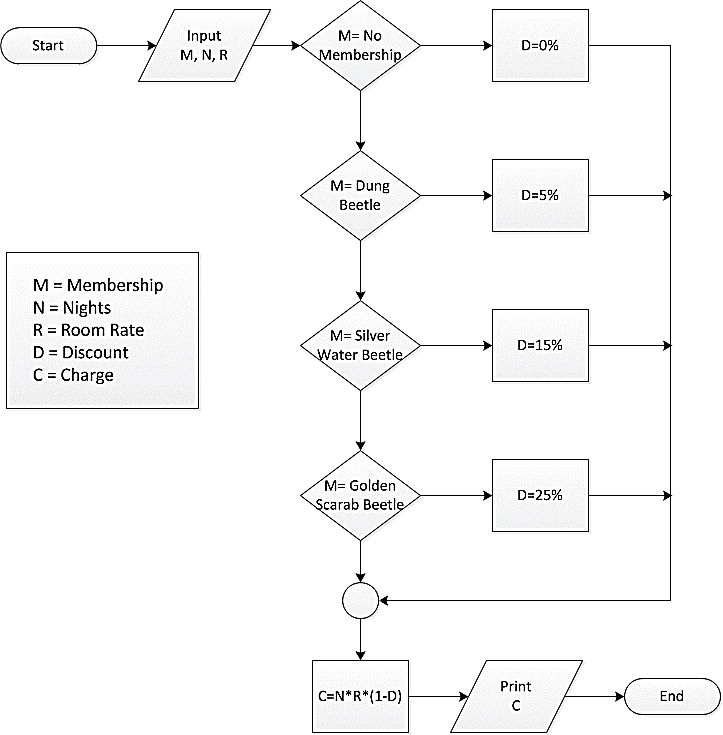 Start
Input
M, N, R
M= No
Membership
D=0%
M= Dung
Beetle
D=5%
M = Membership
N = Nights
R = Room Rate
D = Discount
C = Charge
M= Silver
Water Beetle
D=15%
M= Golden
Scarab Beetle
D=25%
C=N*R*(1-D)
Print
C
End